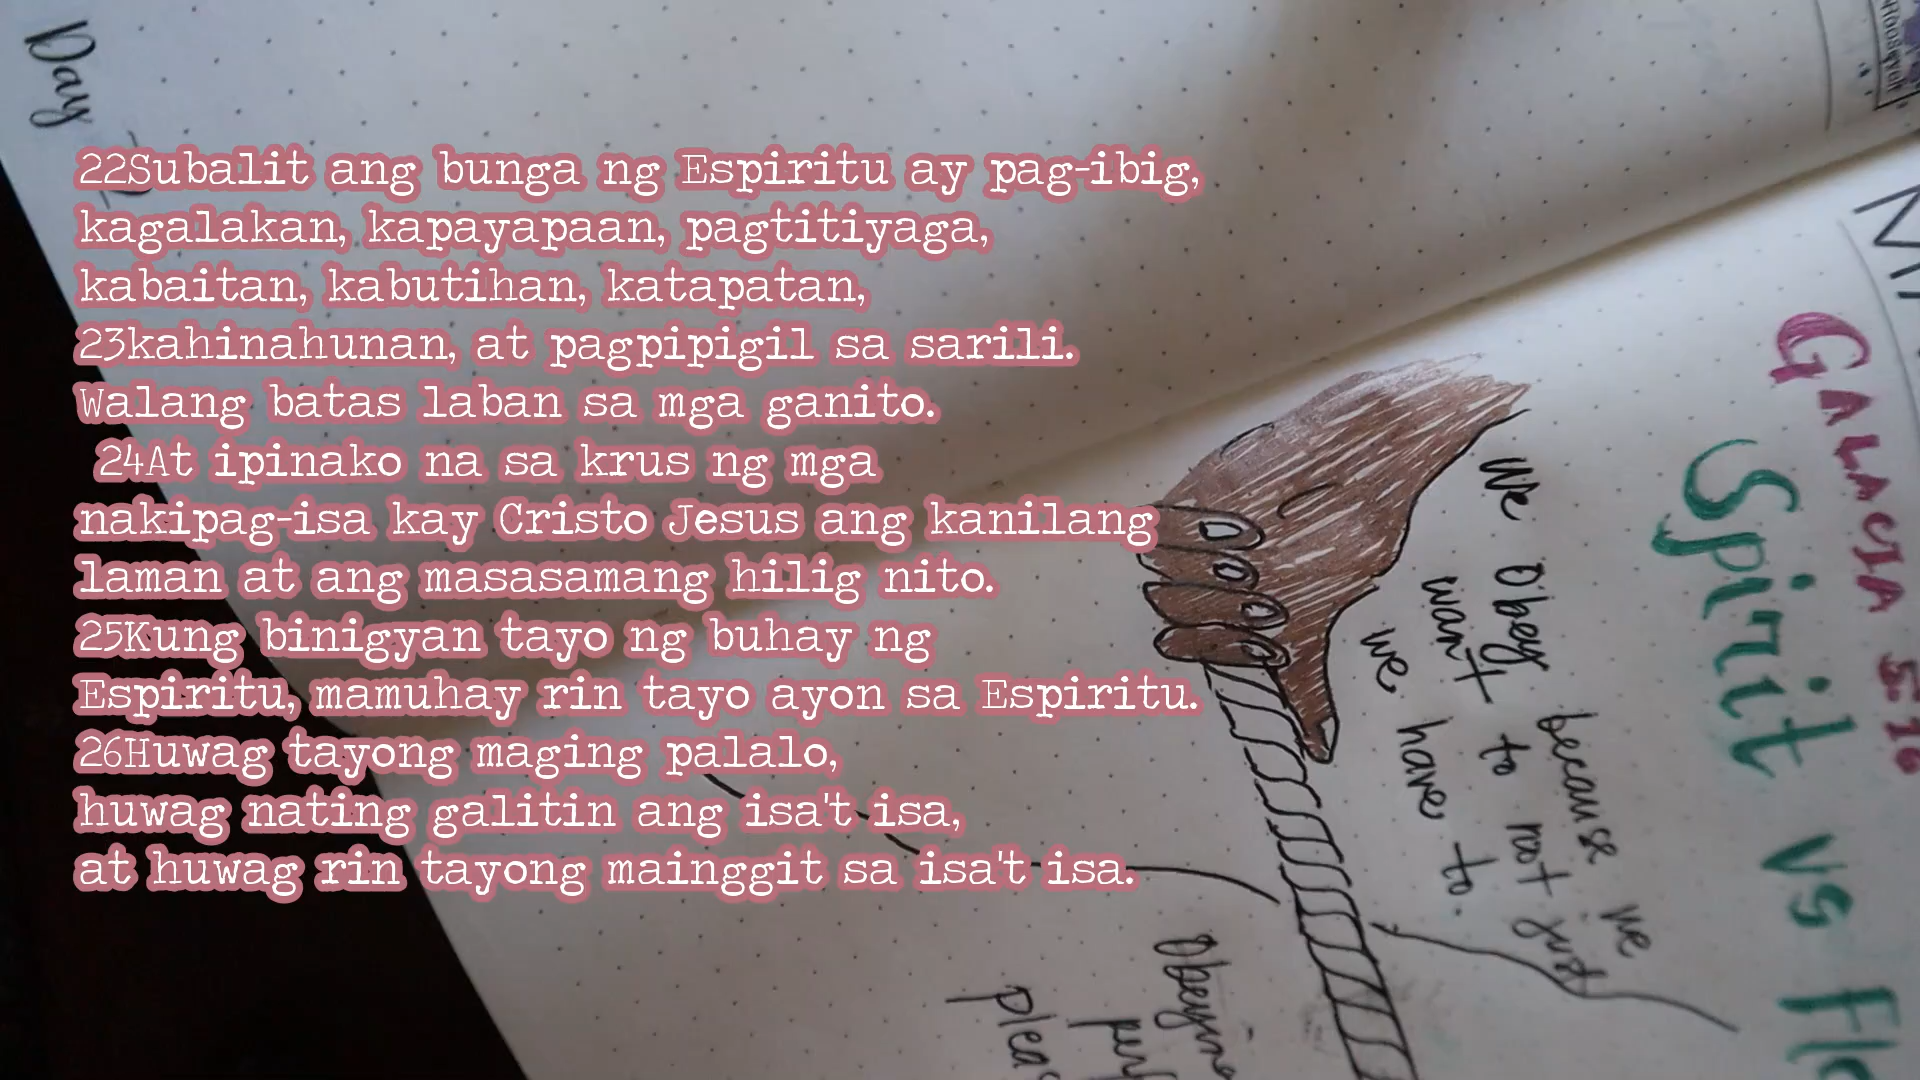 22Subalit ang bunga ng Espiritu ay pag-ibig,
kagalakan, kapayapaan, pagtitiyaga,
kabaitan, kabutihan, katapatan,
23kahinahunan, at pagpipigil sa sarili.
Walang batas laban sa mga ganito.
24At ipinako na sa krus ng mga
nakipag-isa kay Cristo Jesus ang kanilang
laman at ang masasamang hilig nito.
25Kung binigyan tayo ng buhay ng
Espiritu, mamuhay rin tayo ayon sa Espiritu.
26Huwag tayong maging palalo,
huwag nating galitin ang isa't isa,
at huwag rin tayong mainggit sa isa't isa.
Day
GALACIA 5:16
Spirit vs Fle
We Obey because we
want to not just
we have to.